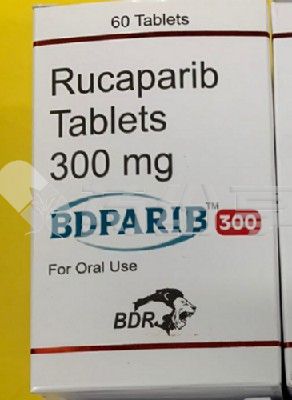 60 Tablets
Rucaparib
Tablets
300 mg
BDPARIB™ 300
For Oral Use
BDR